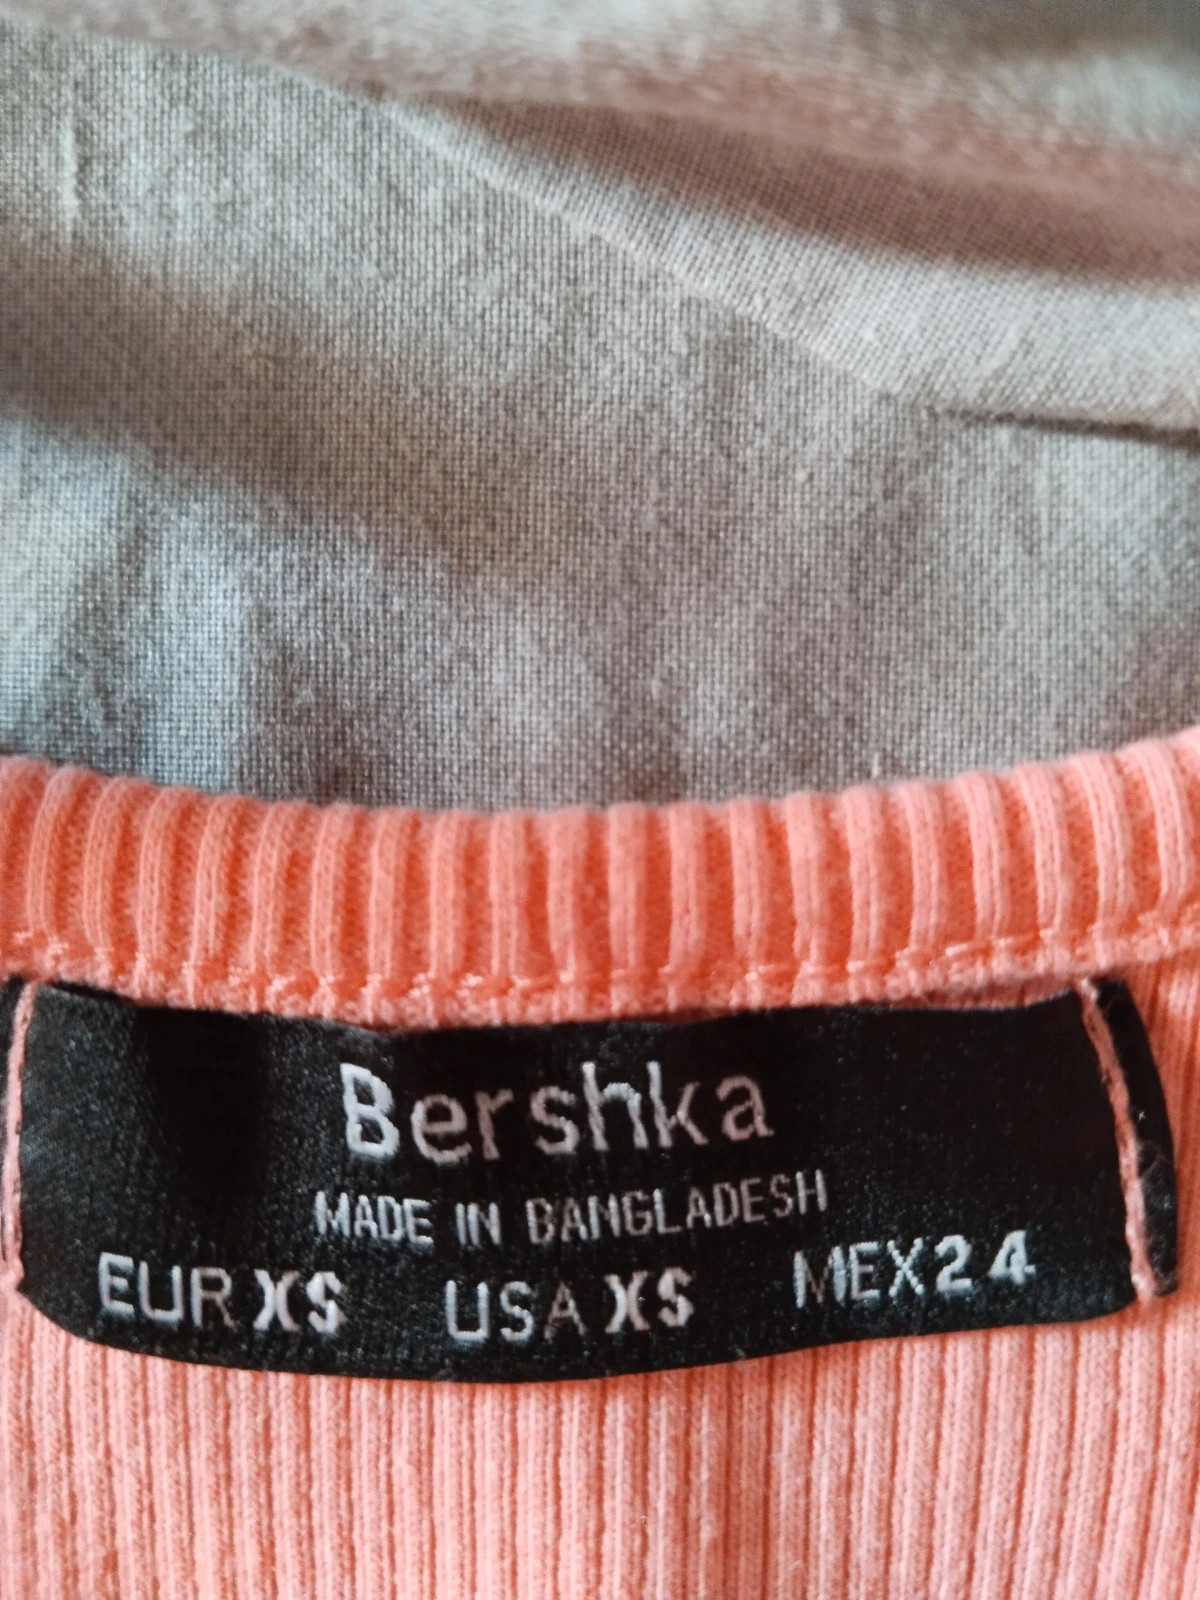 Bershka
MADE IN BANGLADESH
EUR XS USA XS MEX 24